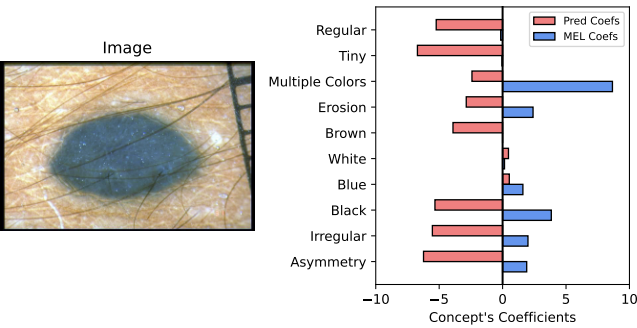 Image
Regular
Tiny
Multiple Colors
Erosion
Brown
White
Blue
Black
Irregular
Asymmetry
Pred Coefs
MEL Coefs
−10 −5 0 5 10
Concept's Coefficients